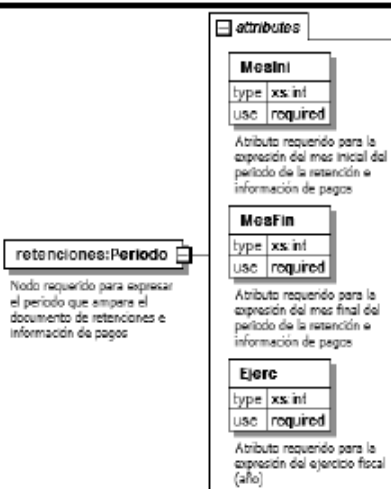 attributes
MesIni
type xs:int
use required
Atributo requerido para la
expresión del mes inicial del
periodo de la retención e
información de pagos
retenciones:Periodo
Nodo requerido para expresar
el periodo que ampara el
documento de retenciones e
información de pagos
MesFin
type xs:int
use required
Atributo requerido para la
expresión del mes final del
periodo de la retención e
información de pagos
Ejerc
type xs:int
use required
Atributo requerido para la
expresión del ejercicio fiscal
(año)